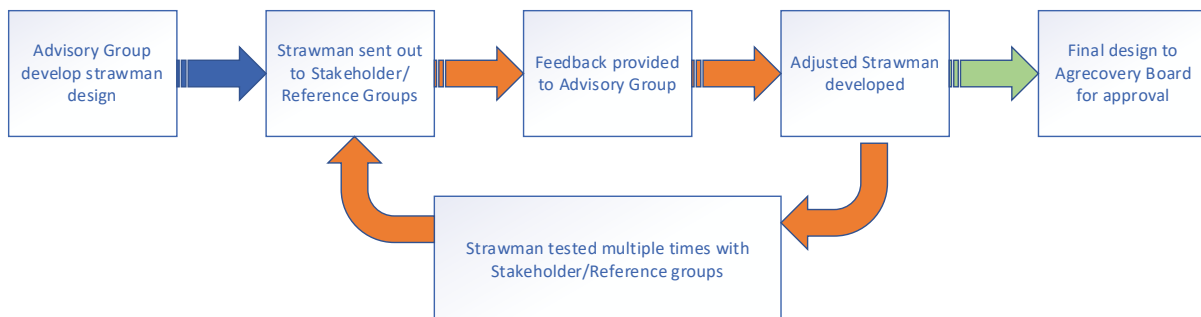 Advisory Group
develop strawman
design
Strawman sent out
to Stakeholder/
Reference Groups
Feedback provided
to Advisory Group
Adjusted Strawman
developed
Final design to
Agrecovery Board
for approval
Strawman tested multiple times with
Stakeholder/Reference groups